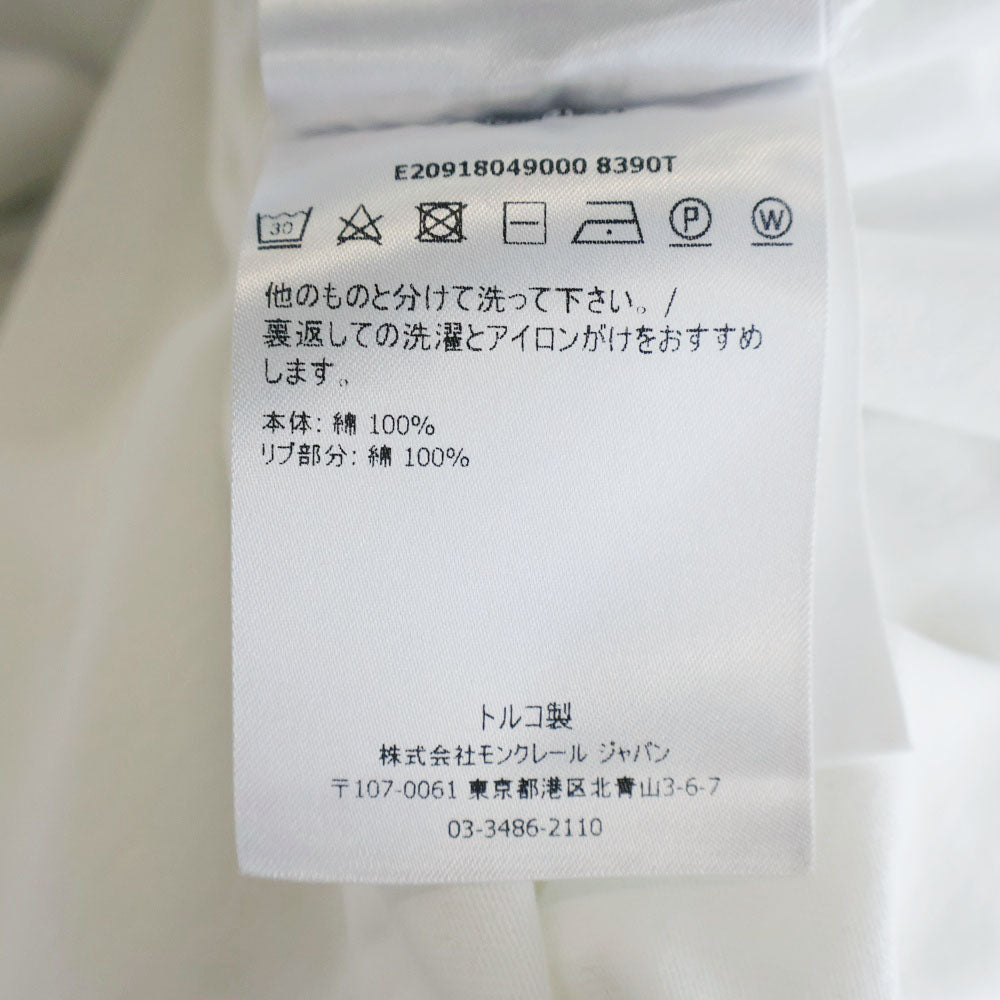 E20918049000 8390T
30 P W
他のものと分けて洗って下さい。/
裏返しての洗濯とアイロンがけをおすすめ
します。
本体: 綿 100%
リブ部分: 綿 100%
トルコ製
株式会社モンクレール ジャパン
〒107-0061 東京都港区北青山3-6-7
03-3486-2110